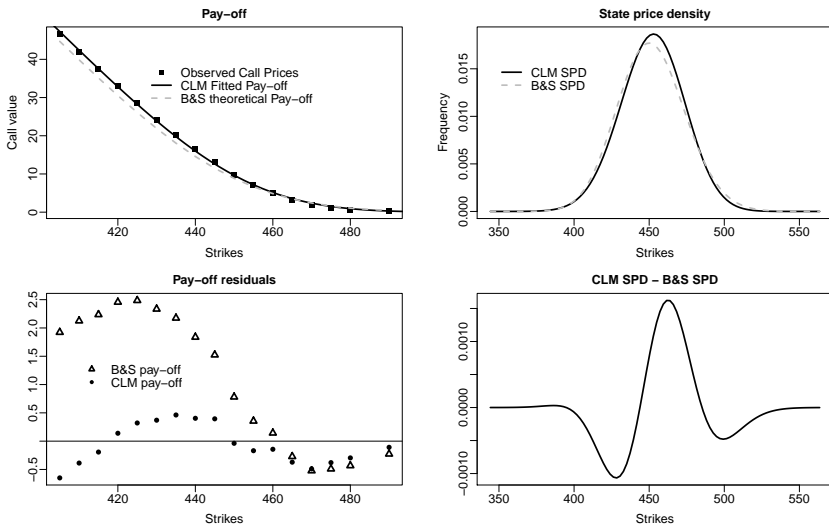 Pay−off
Call value
0 10 20 30 40
Observed Call Prices
CLM Fitted Pay−off
B&S theoretical Pay−off
420 440 460 480
Strikes
State price density
Frequency
0.000 0.005 0.010 0.015
CLM SPD
B&S SPD
350 400 450 500 550
Strikes
Pay−off residuals
−0.5 0.5 1.5 2.5
B&S pay−off
CLM pay−off
420 440 460 480
Strikes
CLM SPD − B&S SPD
−0.0010 0.0000 0.0010
350 400 450 500 550
Strikes